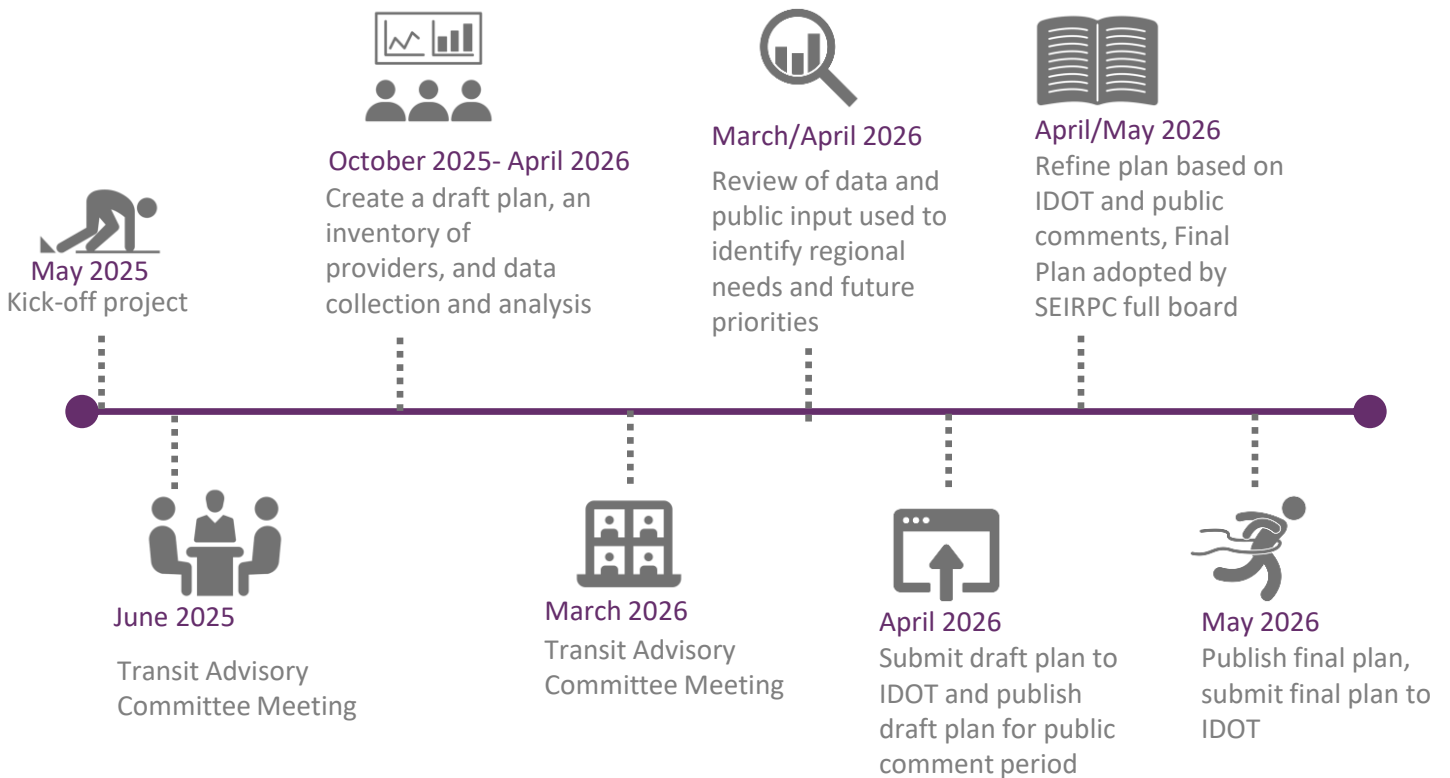 May 2025
Kick-off project
June 2025
Transit Advisory
Committee Meeting
October 2025- April 2026
Create a draft plan, an
inventory of
providers, and data
collection and analysis
March 2026
Transit Advisory
Committee Meeting
March/April 2026
Review of data and
public input used to
identify regional
needs and future
priorities
April 2026
Submit draft plan to
IDOT and publish
draft plan for public
comment period
April/May 2026
Refine plan based on
IDOT and public
comments, Final
Plan adopted by
SEIRPC full board
May 2026
Publish final plan,
submit final plan to
IDOT